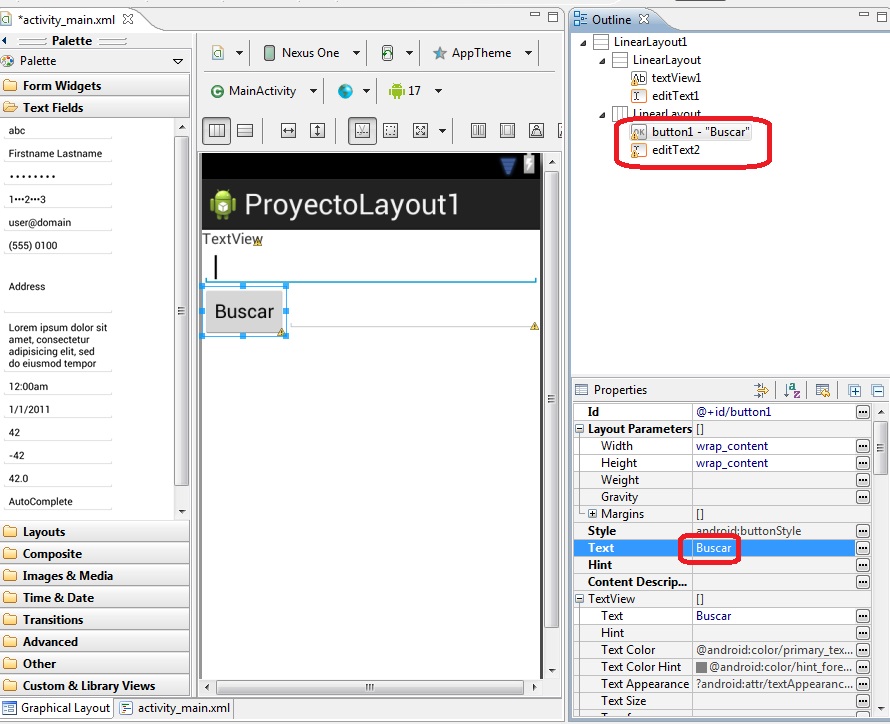 *activity_main.xml
Palette
Palette
Form Widgets
Text Fields
abc
Firstname Lastname
••••••••
1•••2•••3
user@domain
(555) 0100
Address
Lorem ipsum dolor sit
amet, consectetur
adipisicing elit, sed
do eiusmod tempor
12:00am
1/1/2011
42
-42
42.0
AutoComplete
Layouts
Composite
Images & Media
Time & Date
Transitions
Advanced
Other
Custom & Library Views
Graphical Layout
activity_main.xml
Nexus One
AppTheme
MainActivity
17
ProyectoLayout1
TextView
Buscar
Outline
LinearLayout1
LinearLayout
Ab textView1
I editText1
LinearLayout
OK button1 - "Buscar"
I editText2
Properties
Id @+id/button1
Layout Parameters []
Width wrap_content
Height wrap_content
Weight
Gravity
Margins []
Style android:buttonStyle
Text Buscar
Hint
Content Descrip...
TextView []
Text Buscar
Hint
Text Color @android:color/primary_tex...
Text Color Hint @android:color/hint_fore...
Text Appearance ?android:attr/textAppearanc...
Text Size